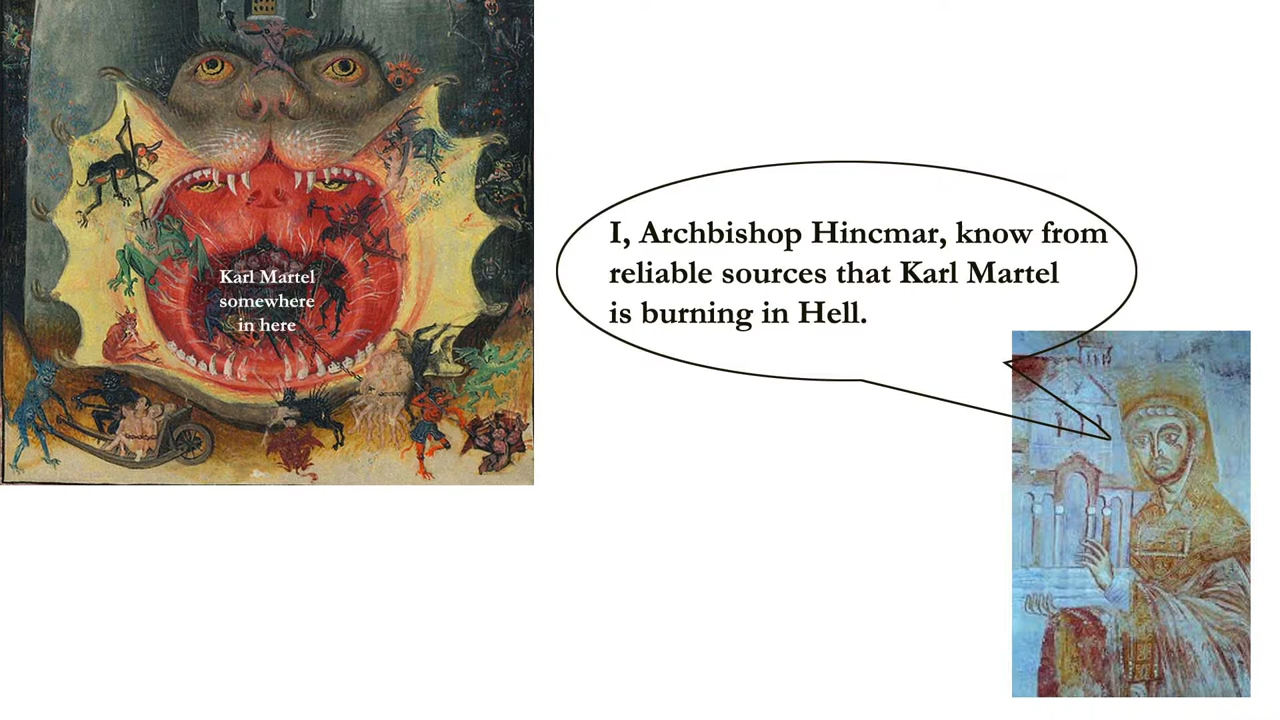 Karl Martel
somewhere
in here
I, Archbishop Hincmar, know from
reliable sources that Karl Martel
is burning in Hell.